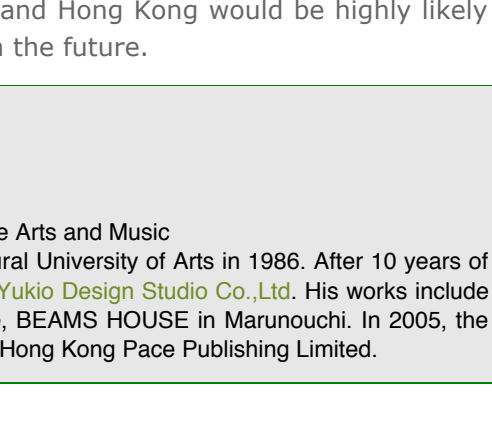 and Hong Kong would be highly likely
the future.
Arts and Music
University of Arts in 1986. After 10 years of
Yukio Design Studio Co.,Ltd. His works include
, BEAMS HOUSE in Marunouchi. In 2005, the
Hong Kong Pace Publishing Limited.